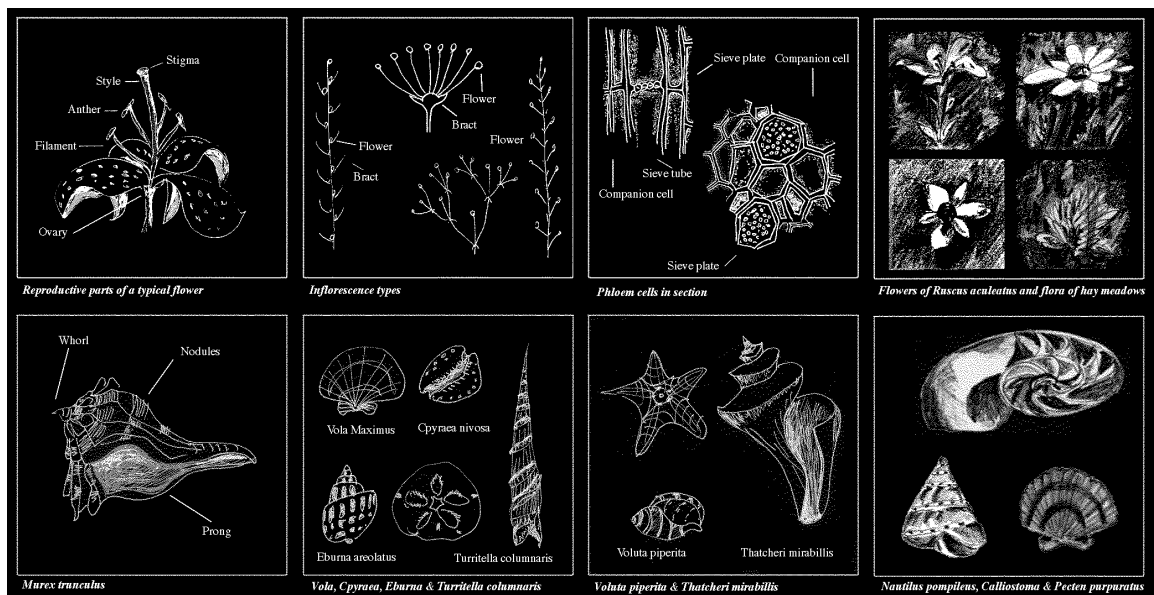 Stigma
Style
Anther
Filament
Ovary
Reproductive parts of a typical flower
Flower
Bract
Flower
Flower
Bract
Inflorescence types
Sieve plate
Companion cell
Sieve tube
Companion cell
Sieve plate
Phloem cells in section
Flowers of Ruscus aculeatus and flora of hay meadows
Whorl
Nodules
Prong
Murex trunculus
Vola Maximus
Cpyraea nivosa
Eburna areolatus
Turritella columnaris
Vola, Cpyraea, Eburna & Turritella columnaris
Voluta piperita
Thatcheri mirabillis
Voluta piperita & Thatcheri mirabillis
Nautilus pompileus, Calliostoma & Pecten purpuratus